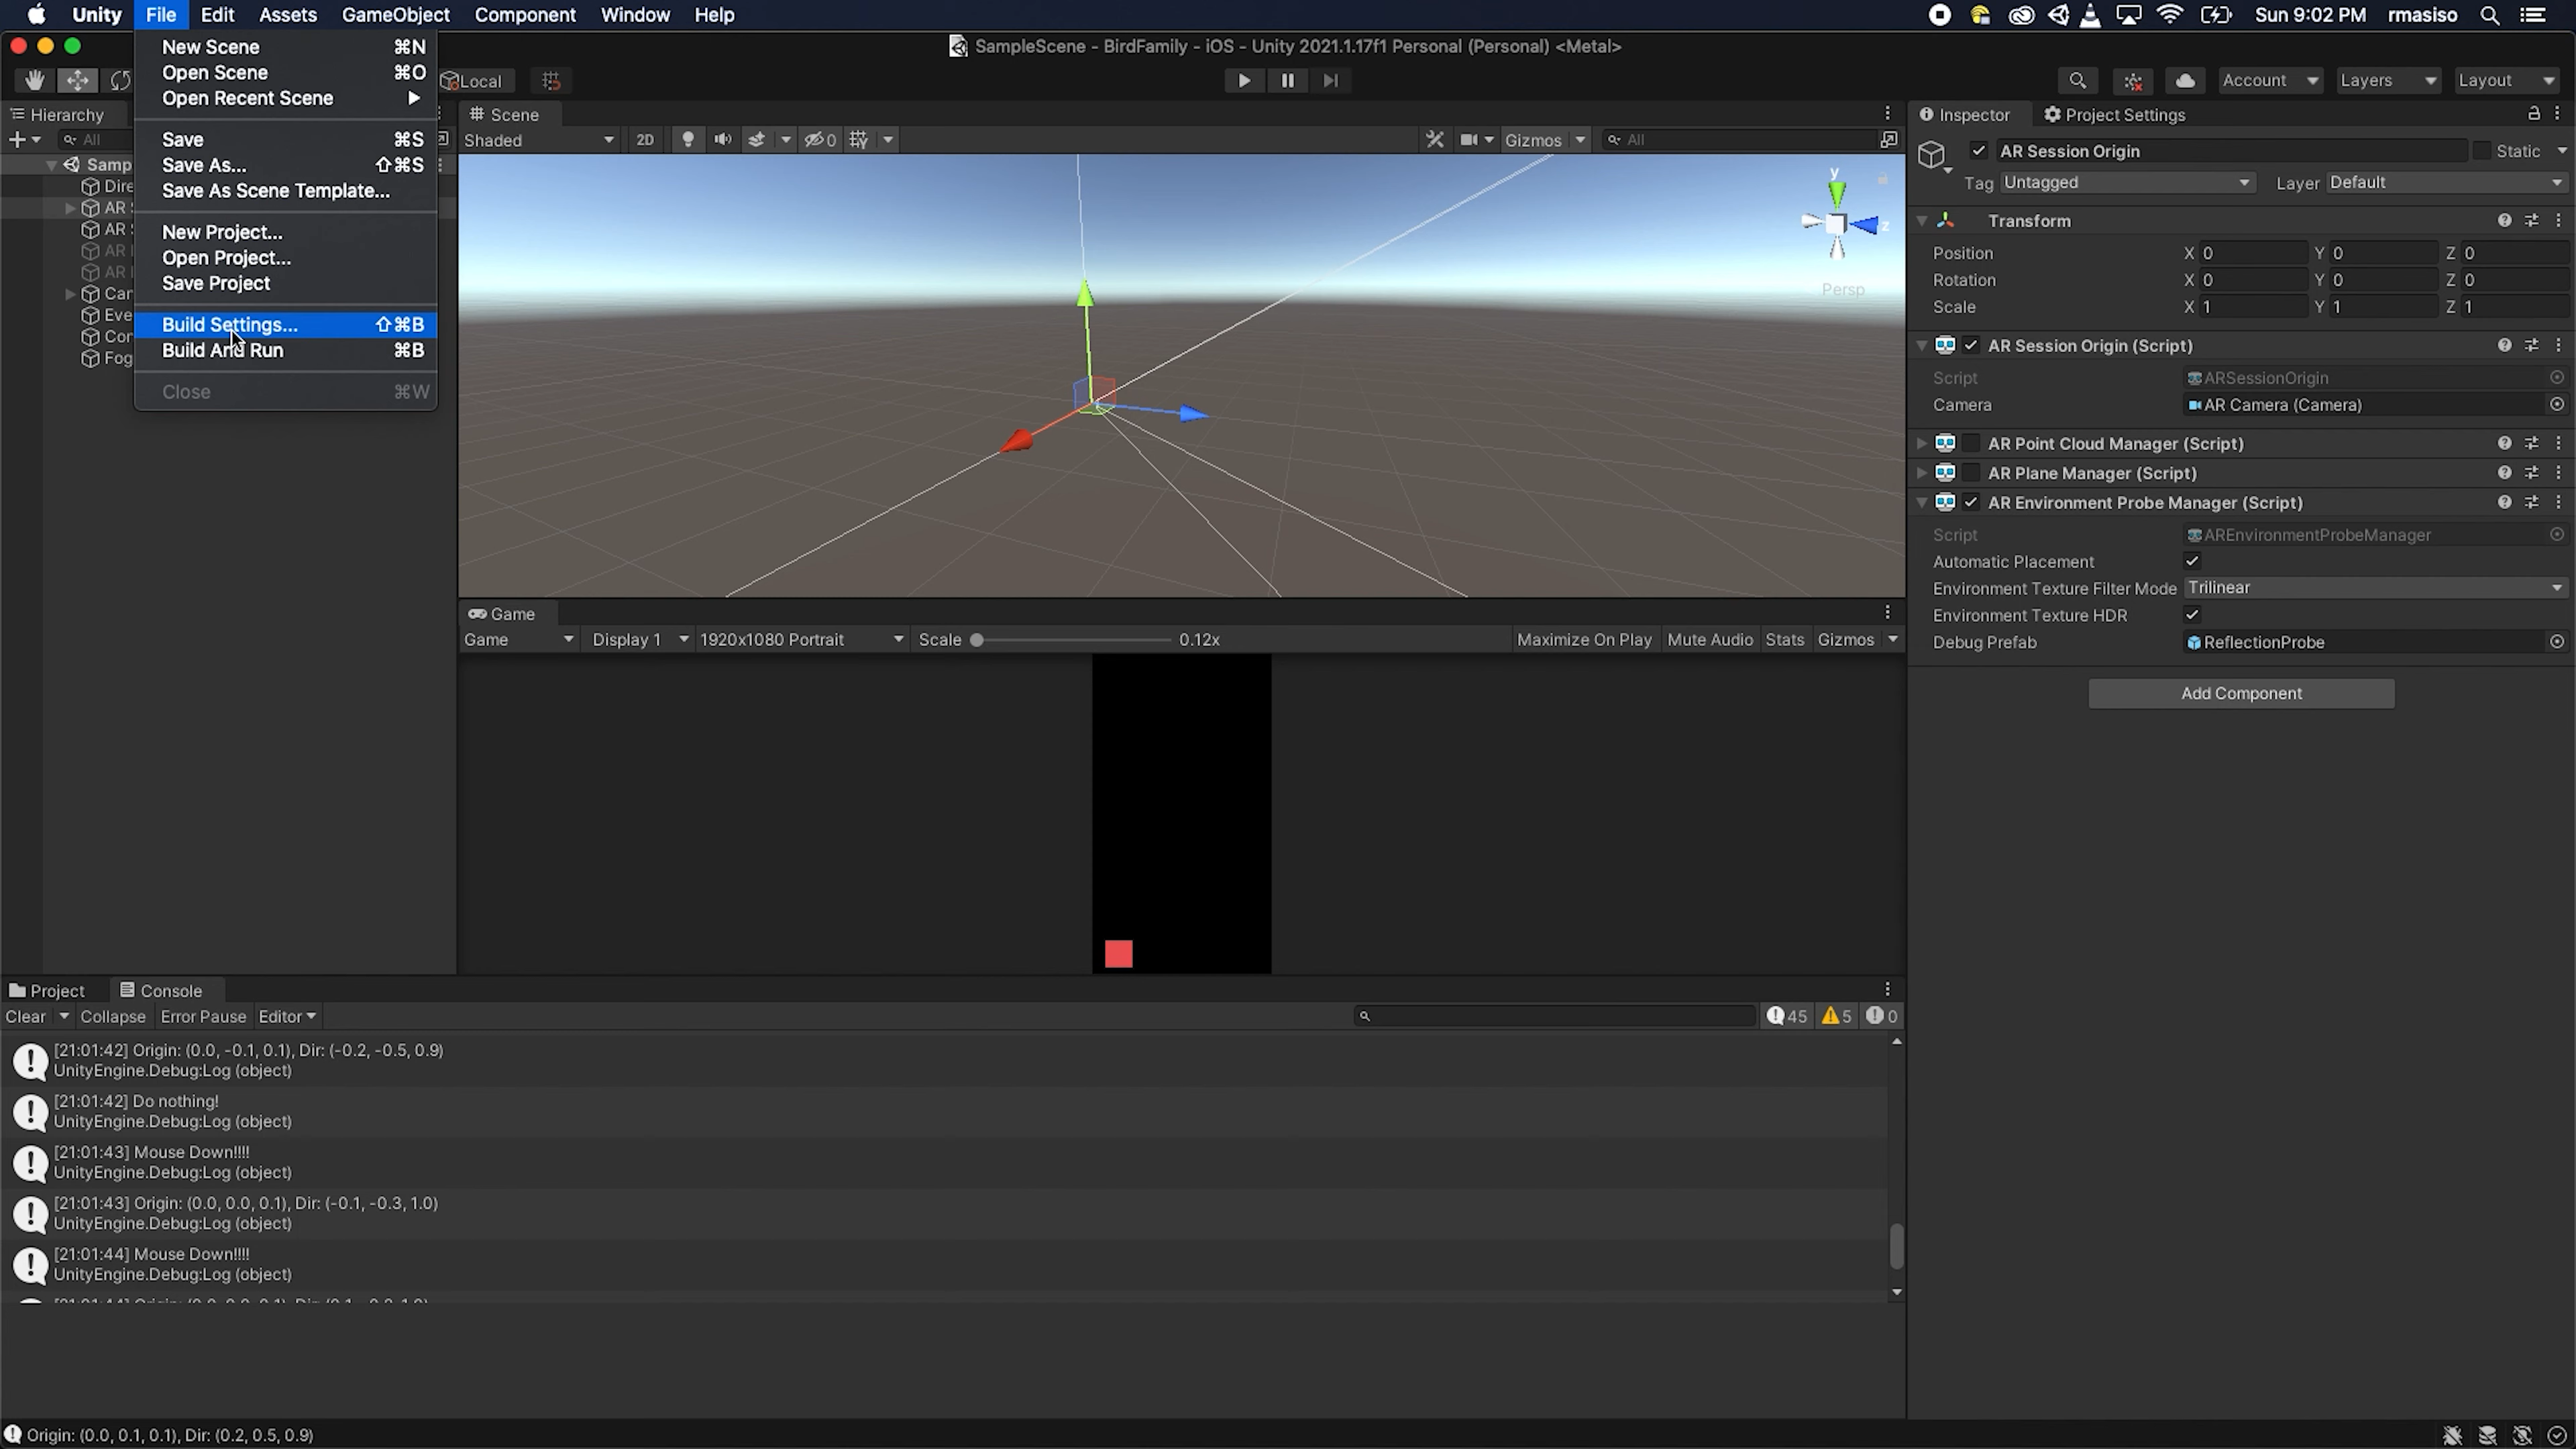 Unity File Edit Assets GameObject Component Window Help Sun 9:02 PM rmasiso
SampleScene - BirdFamily - iOS - Unity 2021.1.17f1 Personal (Personal) <Metal>
New Scene ⌘N
Open Scene ⌘O
Open Recent Scene ▶
Save ⌘S
Save As... ⇧⌘S
Save As Scene Template...
New Project...
Open Project...
Save Project
Build Settings... ⇧⌘B
Build And Run ⌘B
Close ⌘W
Local
Account Layers Layout
Hierarchy
All
Samp
Dire
AR
AR
AR
AR
Car
Eve
Cor
Fog
Scene
Shaded 2D 0 Gizmos All
y
z
Persp
Game
Game Display 1 1920x1080 Portrait Scale 0.12x Maximize On Play Mute Audio Stats Gizmos
Inspector Project Settings
AR Session Origin Static
Tag Untagged Layer Default
Transform
Position X 0 Y 0 Z 0
Rotation X 0 Y 0 Z 0
Scale X 1 Y 1 Z 1
AR Session Origin (Script)
Script ARSessionOrigin
Camera AR Camera (Camera)
AR Point Cloud Manager (Script)
AR Plane Manager (Script)
AR Environment Probe Manager (Script)
Script AREnvironmentProbeManager
Automatic Placement
Environment Texture Filter Mode Trilinear
Environment Texture HDR
Debug Prefab ReflectionProbe
Add Component
Project Console
Clear Collapse Error Pause Editor 45 5 0
[21:01:42] Origin: (0.0, -0.1, 0.1), Dir: (-0.2, -0.5, 0.9)
UnityEngine.Debug:Log (object)
[21:01:42] Do nothing!
UnityEngine.Debug:Log (object)
[21:01:43] Mouse Down!!!!
UnityEngine.Debug:Log (object)
[21:01:43] Origin: (0.0, 0.0, 0.1), Dir: (-0.1, -0.3, 1.0)
UnityEngine.Debug:Log (object)
[21:01:44] Mouse Down!!!!
UnityEngine.Debug:Log (object)
Origin: (0.0, 0.1, 0.1), Dir: (0.2, 0.5, 0.9)